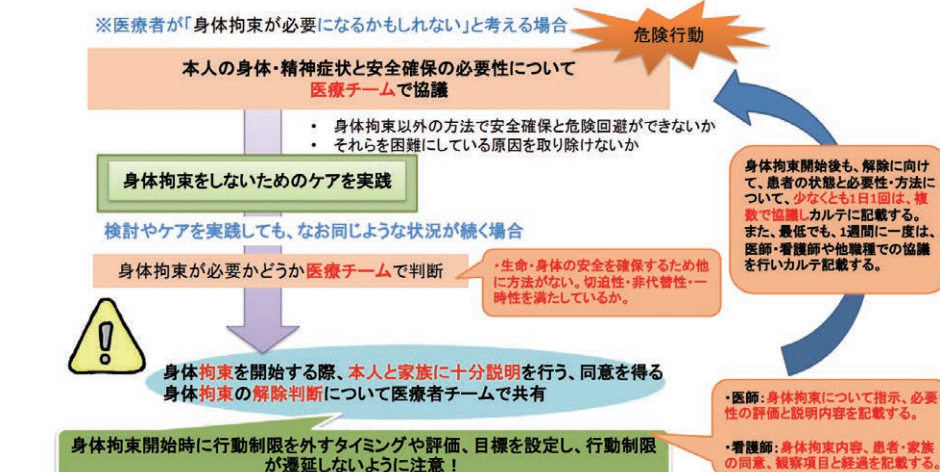 ※医療者が「身体拘束が必要になるかもしれない」と考える場合
危険行動
本人の身体・精神症状と安全確保の必要性について
医療チームで協議
・ 身体拘束以外の方法で安全確保と危険回避ができないか
・ それらを困難にしている原因を取り除けないか
身体拘束をしないためのケアを実践
身体拘束開始後も、解除に向け
て、患者の状態と必要性・方法に
ついて、少なくとも1日1回は、複
数で協議しカルテに記載する。
また、最低でも、1週間に一度は、
医師・看護師や他職種での協議
を行いカルテ記載する。
検討やケアを実践しても、なお同じような状況が続く場合
身体拘束が必要かどうか医療チームで判断
・生命・身体の安全を確保するため他
に方法がない。切迫性・非代替性・一
時性を満たしているか。
身体拘束を開始する際、本人と家族に十分説明を行う、同意を得る
身体拘束の解除判断について医療者チームで共有
・医師：身体拘束について指示、必要
性の評価と説明内容を記載する。
・看護師：身体拘束内容、患者・家族
の同意、観察項目と経過を記載する。
身体拘束開始時に行動制限を外すタイミングや評価、目標を設定し、行動制限
が遷延しないように注意！